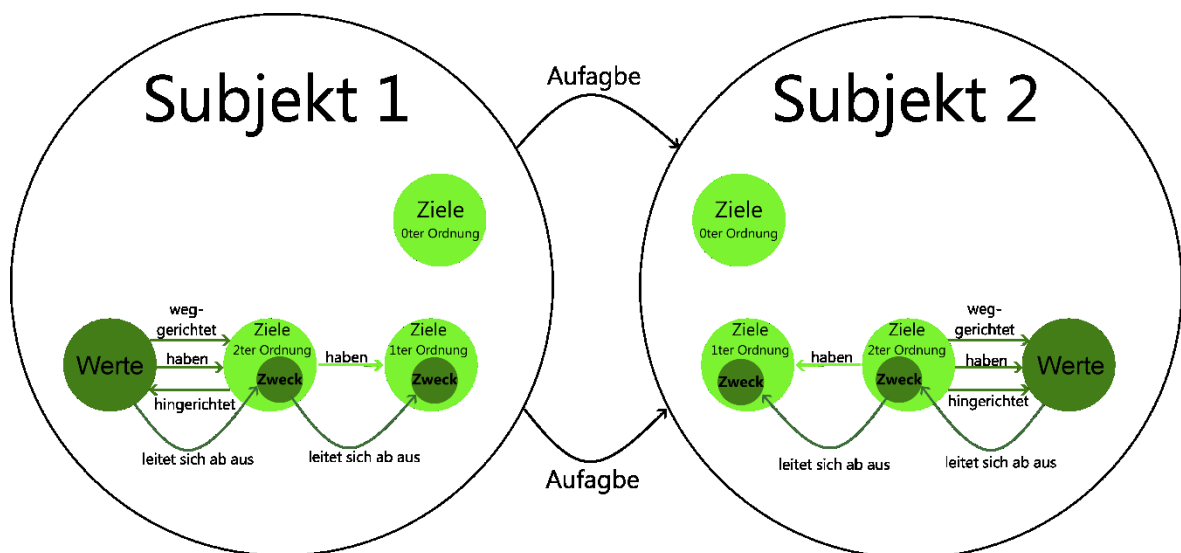 Subjekt 1
Aufagbe
Subjekt 2
Ziele
0ter Ordnung
Ziele
0ter Ordnung
weg-
gerichtet
haben
hingerichtet
Werte
Ziele
2ter Ordnung
Zweck
haben
Ziele
1ter Ordnung
Zweck
leitet sich ab aus
leitet sich ab aus
Aufagbe
Ziele
1ter Ordnung
Zweck
haben
Ziele
2ter Ordnung
Zweck
weg-
gerichtet
haben
hingerichtet
Werte
leitet sich ab aus
leitet sich ab aus